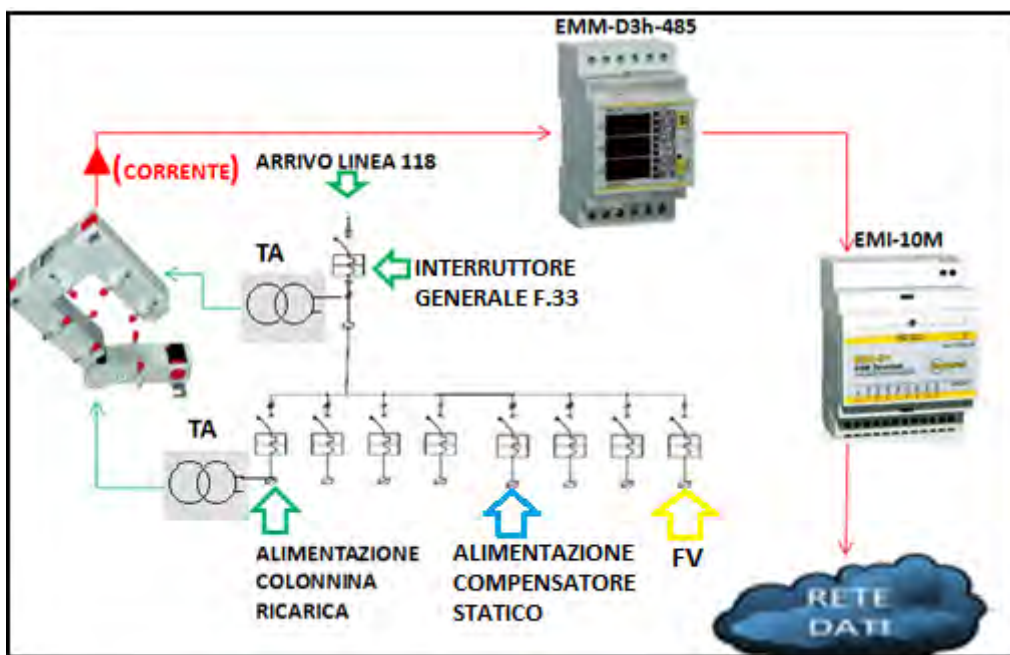 EMM-D3h-485
ARRIVO LINEA 118
(CORRENTE)
EMI-10M
TA
INTERRUTTORE
GENERALE F.33
TA
ALIMENTAZIONE
COLONNINA
RICARICA
ALIMENTAZIONE
COMPENSATORE
STATICO
FV
RETE
DATI